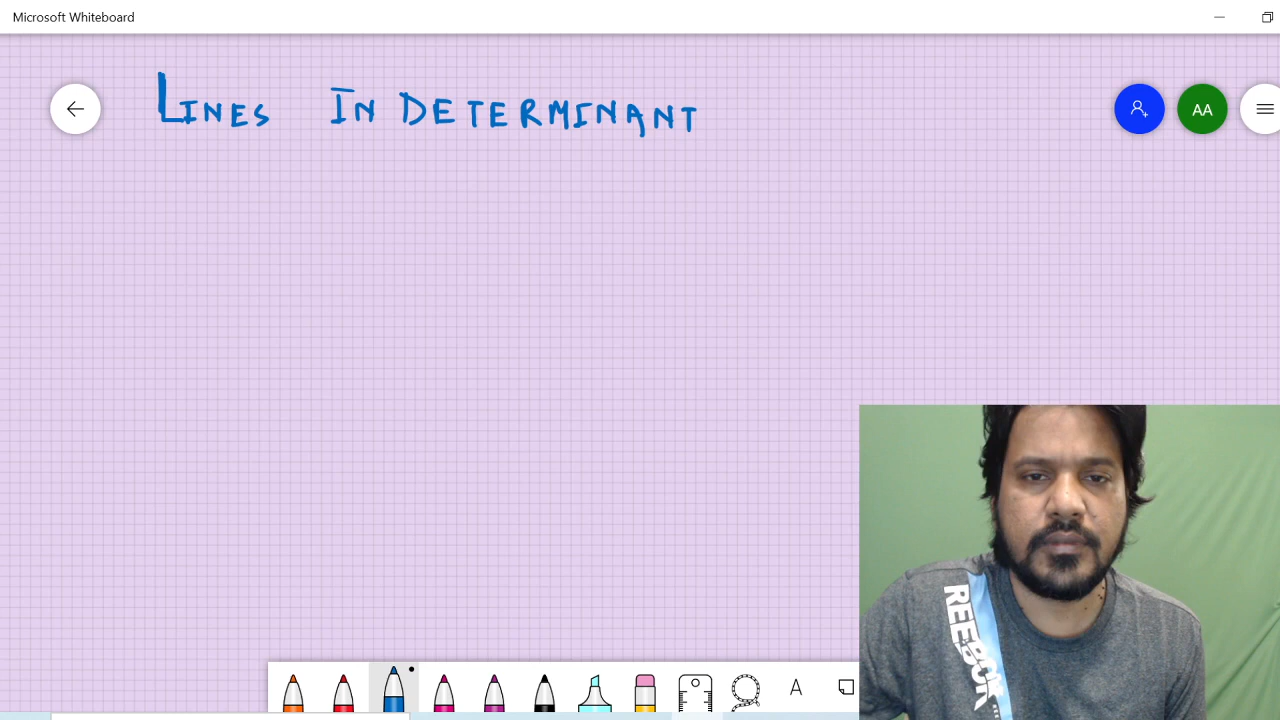 Microsoft Whiteboard
LINES IN DETERMINANT
AA
A
REEBOK